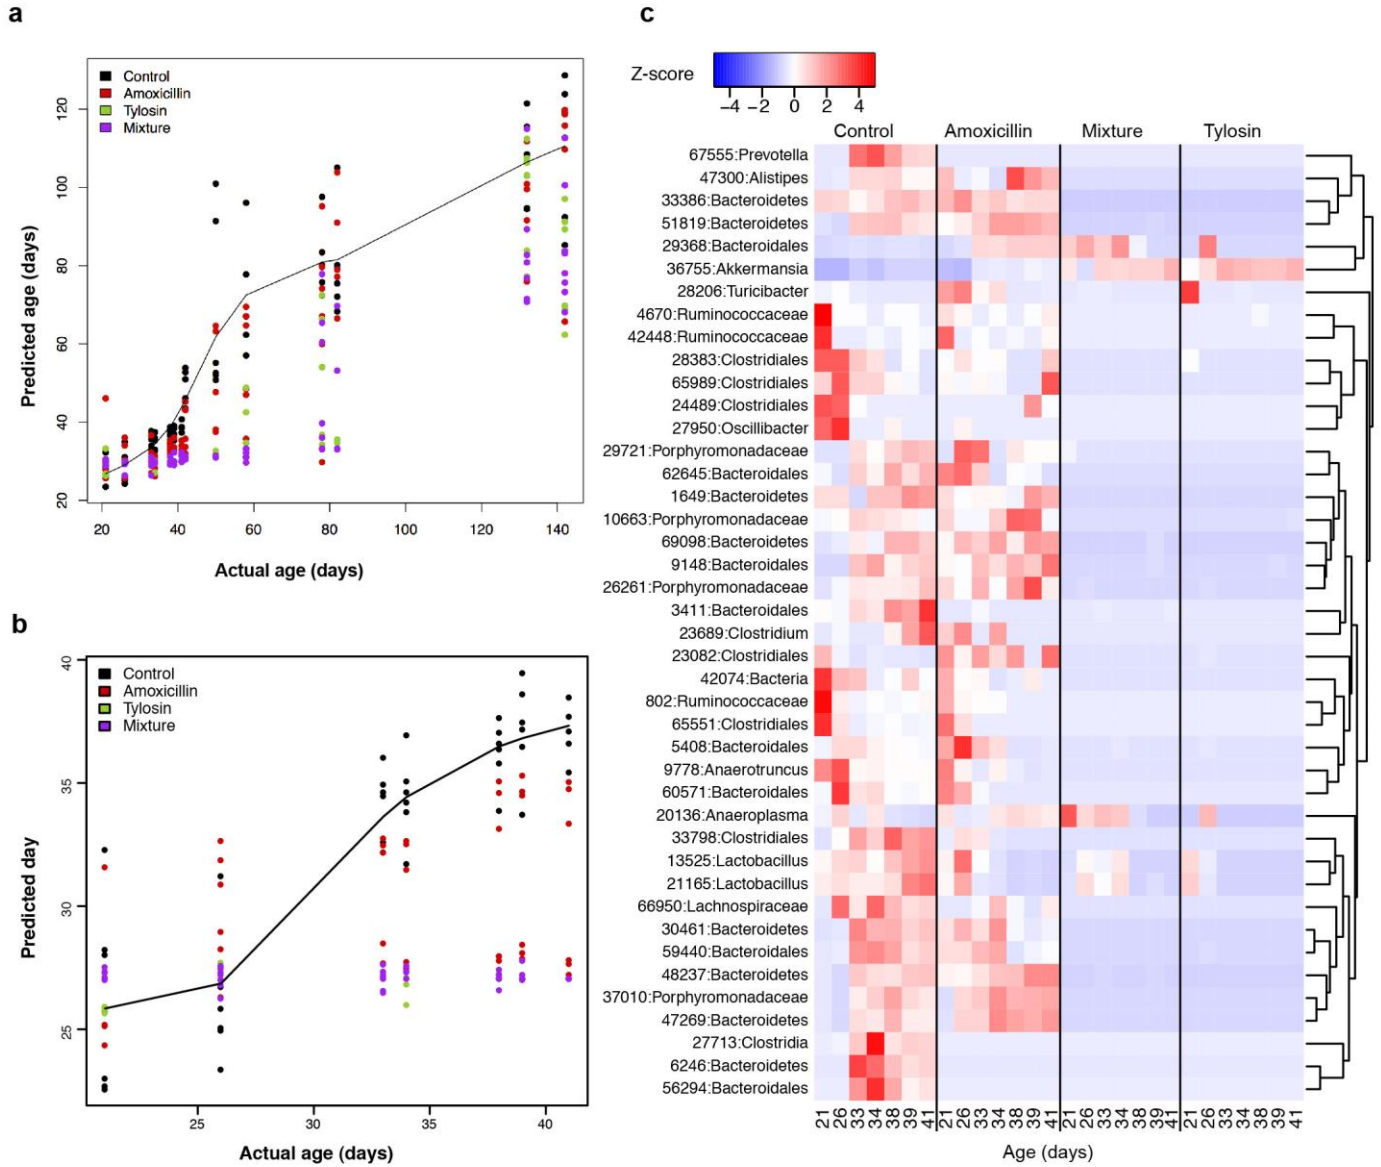 a
Control
Amoxicillin
Tylosin
Mixture
120
100
80
60
40
20
20 40 60 80 100 120 140
Predicted age (days)
Actual age (days)
b
Control
Amoxicillin
Tylosin
Mixture
40
35
30
25
25 30 35 40
Predicted day
Actual age (days)
c
Z-score
−4 −2 0 2 4
Control Amoxicillin Mixture Tylosin
67555:Prevotella
47300:Alistipes
33386:Bacteroidetes
51819:Bacteroidetes
29368:Bacteroidales
36755:Akkermansia
28206:Turicibacter
4670:Ruminococcaceae
42448:Ruminococcaceae
28383:Clostridiales
65989:Clostridiales
24489:Clostridiales
27950:Oscillibacter
29721:Porphyromonadaceae
62645:Bacteroidales
1649:Bacteroidetes
10663:Porphyromonadaceae
69098:Bacteroidetes
9148:Bacteroidales
26261:Porphyromonadaceae
3411:Bacteroidales
23689:Clostridium
23082:Clostridiales
42074:Bacteria
802:Ruminococcaceae
65551:Clostridiales
5408:Bacteroidales
9778:Anaerotruncus
60571:Bacteroidales
20136:Anaeroplasma
33798:Clostridiales
13525:Lactobacillus
21165:Lactobacillus
66950:Lachnospiraceae
30461:Bacteroidetes
59440:Bacteroidales
48237:Bacteroidetes
37010:Porphyromonadaceae
47269:Bacteroidetes
27713:Clostridia
6246:Bacteroidetes
56294:Bacteroidales
21 26 33 34 38 39 41 21 26 33 34 38 39 41 21 26 33 34 38 39 41 21 26 33 34 38 39 41
Age (days)